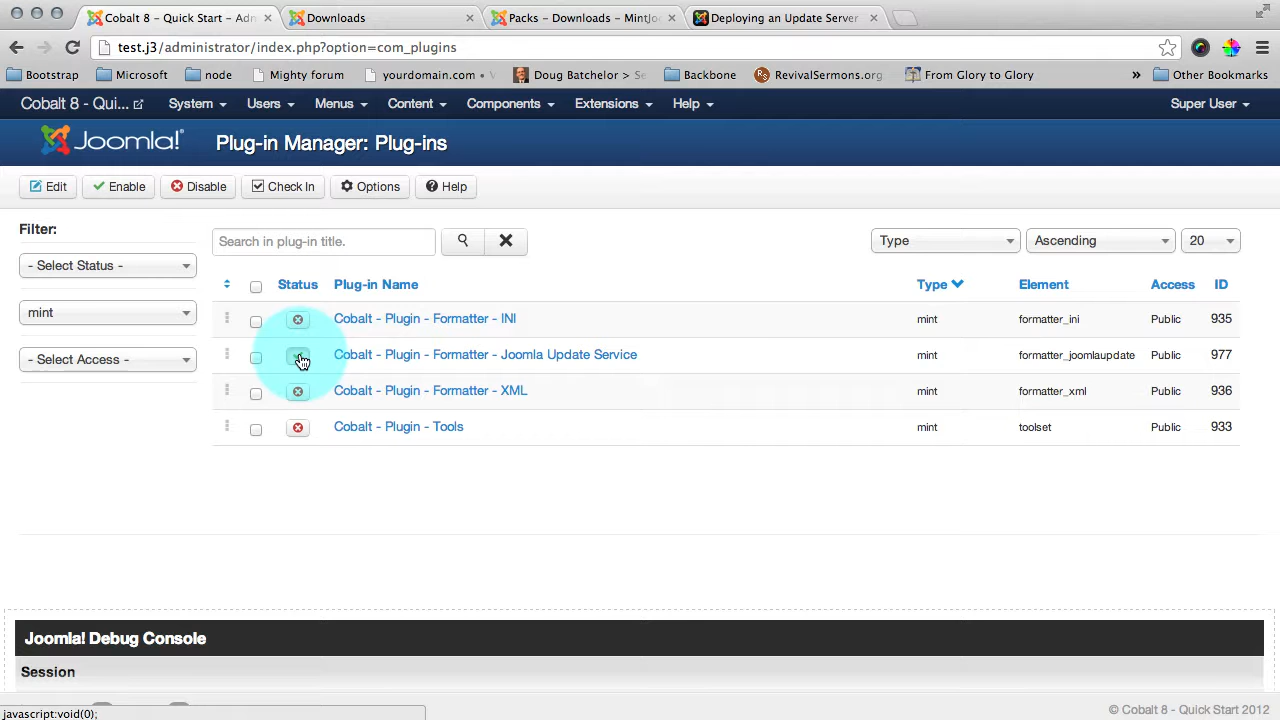 Cobalt 8 - Quick Start - Adn
Downloads
Packs - Downloads - MintJo
Deploying an Update Server
test.j3/administrator/index.php?option=com_plugins
Bootstrap
Microsoft
node
Mighty forum
yourdomain.com •
Doug Batchelor > Se
Backbone
RevivalSermons.org
From Glory to Glory
»
Other Bookmarks
Cobalt 8 - Qui...
System
Users
Menus
Content
Components
Extensions
Help
Super User
Joomla!
Plug-in Manager: Plug-ins
Edit
Enable
Disable
Check In
Options
Help
Filter:
Search in plug-in title.
Type
Ascending
20
- Select Status -
mint
- Select Access -
Status
Plug-in Name
Type
Element
Access
ID
Cobalt - Plugin - Formatter - INI
mint
formatter_ini
Public
935
Cobalt - Plugin - Formatter - Joomla Update Service
mint
formatter_joomlaupdate
Public
977
Cobalt - Plugin - Formatter - XML
mint
formatter_xml
Public
936
Cobalt - Plugin - Tools
mint
toolset
Public
933
Joomla! Debug Console
Session
javascript:void(0);
© Cobalt 8 - Quick Start 2012